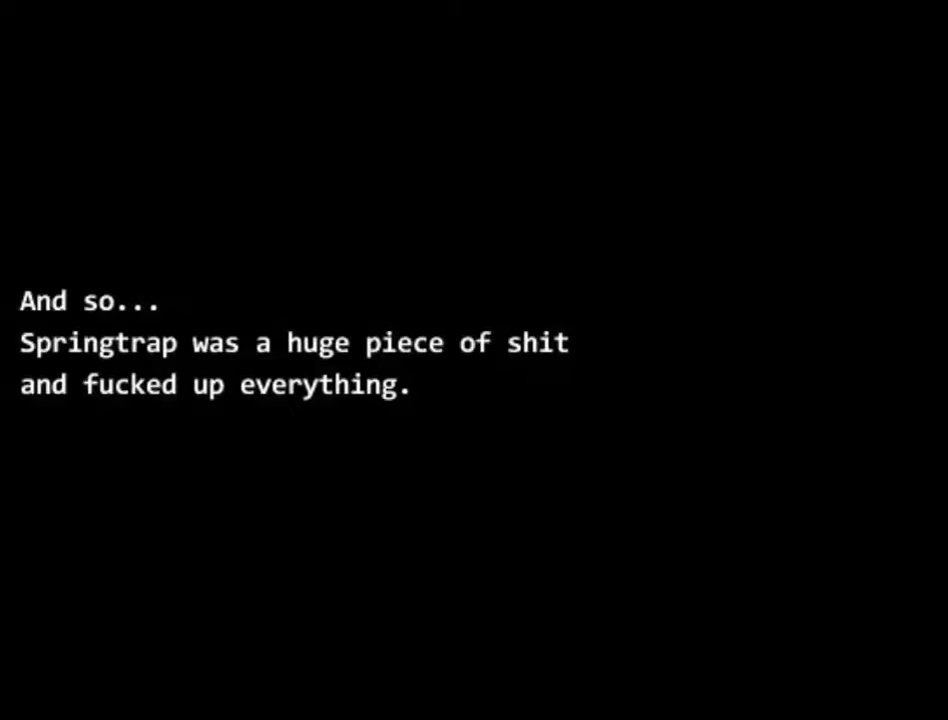 And so...
Springtrap was a huge piece of shit
and fucked up everything.